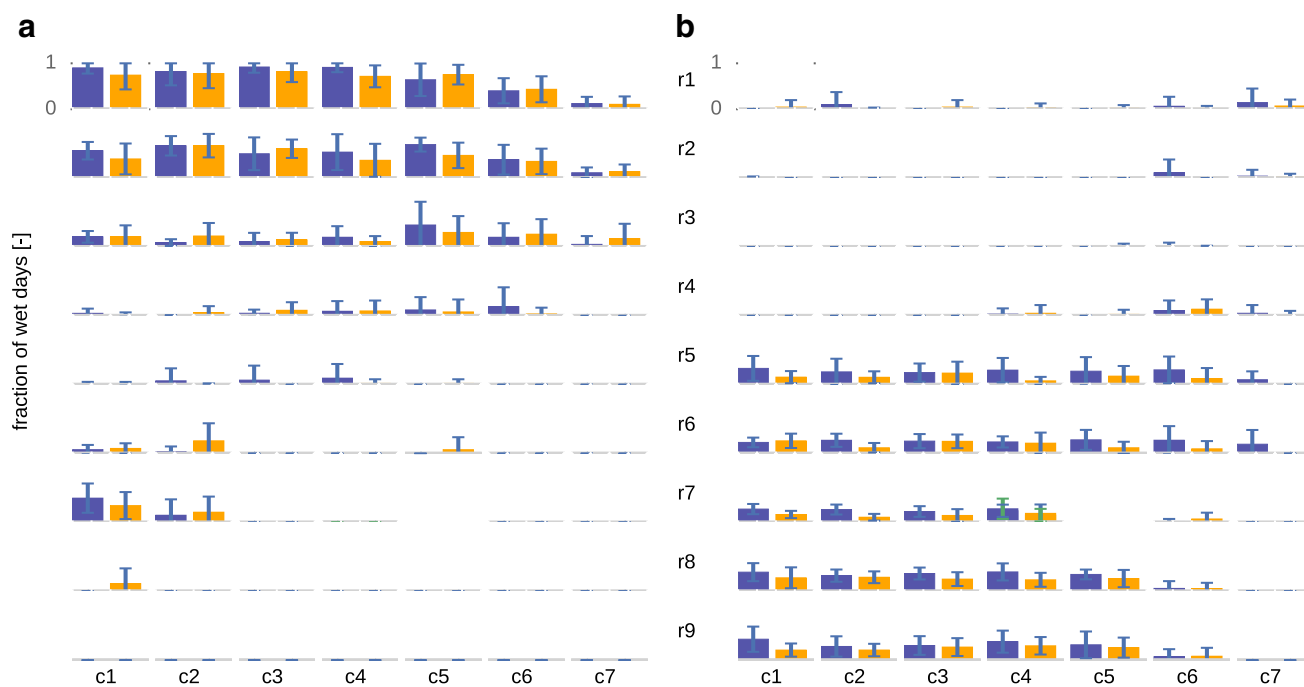 a
b
1
0
1
0
r1
r2
r3
r4
r5
r6
r7
r8
r9
fraction of wet days [-]
c1 c2 c3 c4 c5 c6 c7
c1 c2 c3 c4 c5 c6 c7